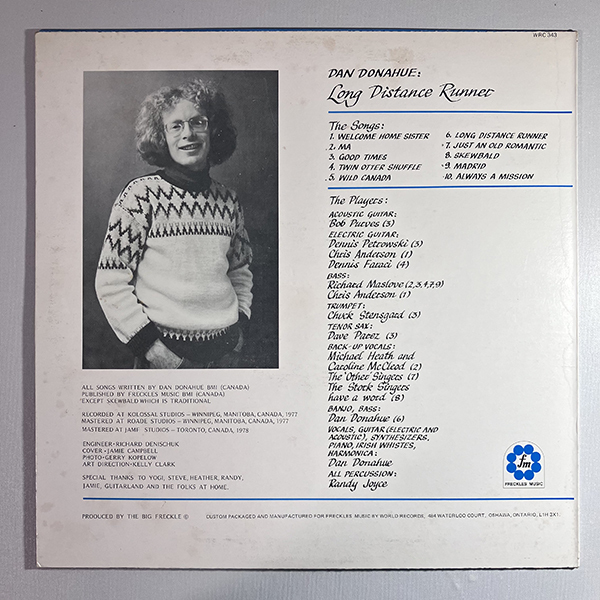 WRC 343
DAN DONAHUE:
Long Distance Runner
The Songs:
1. WELCOME HOME SISTER
2. MA
3. GOOD TIMES
4. TWIN OTTER SHUFFLE
5. WILD CANADA
6. LONG DISTANCE RUNNER
7. JUST AN OLD ROMANTIC
8. SKEWBALD
9. MADRID
10. ALWAYS A MISSION
The Players:
ACOUSTIC GUITAR:
Bob Purves (3)
ELECTRIC GUITAR:
Dennis Petrowski (3)
Chris Anderson (1)
Dennis Faraci (4)
BASS:
Richard Maslove (2,3,4,7,9)
Chris Anderson (1)
TRUMPET:
Chuck Stensgard (3)
TENOR SAX:
Dave Parez (3)
BACK-UP VOCALS:
Michael Heath and
Caroline McCleod (2)
The "Other" Singers (7)
The Stork Singers
have a word (8)
BANJO, BASS:
Dan Donahue (6)
VOCALS, GUITAR (ELECTRIC AND
ACOUSTIC), SYNTHESIZERS,
PIANO, IRISH WHISTLES,
HARMONICA:
Dan Donahue
ALL PERCUSSION:
Randy Joyce
ALL SONGS WRITTEN BY DAN DONAHUE BMI (CANADA)
PUBLISHED BY FRECKLES MUSIC BMI (CANADA)
EXCEPT SKEWBALD WHICH IS TRADITIONAL
RECORDED AT KOLOSSAL STUDIOS – WINNIPEG, MANITOBA, CANADA, 1977
MASTERED AT ROADE STUDIOS – WINNIPEG, MANITOBA, CANADA, 1977
MASTERED AT JAMF STUDIOS – TORONTO, CANADA, 1978
ENGINEER - RICHARD DENISCHUK
COVER - JAMIE CAMPBELL
PHOTO - GERRY KOPELOW
ART DIRECTION - KELLY CLARK
SPECIAL THANKS TO YOGI, STEVE, HEATHER, RANDY,
JAMIE, GUITARLAND AND THE FOLKS AT HOME.
fm
FRECKLES MUSIC
PRODUCED BY THE BIG FRECKLE ©
CUSTOM PACKAGED AND MANUFACTURED FOR FRECKLES MUSIC BY WORLD RECORDS, 464 WATERLOO COURT, OSHAWA, ONTARIO, L1H 3X1.